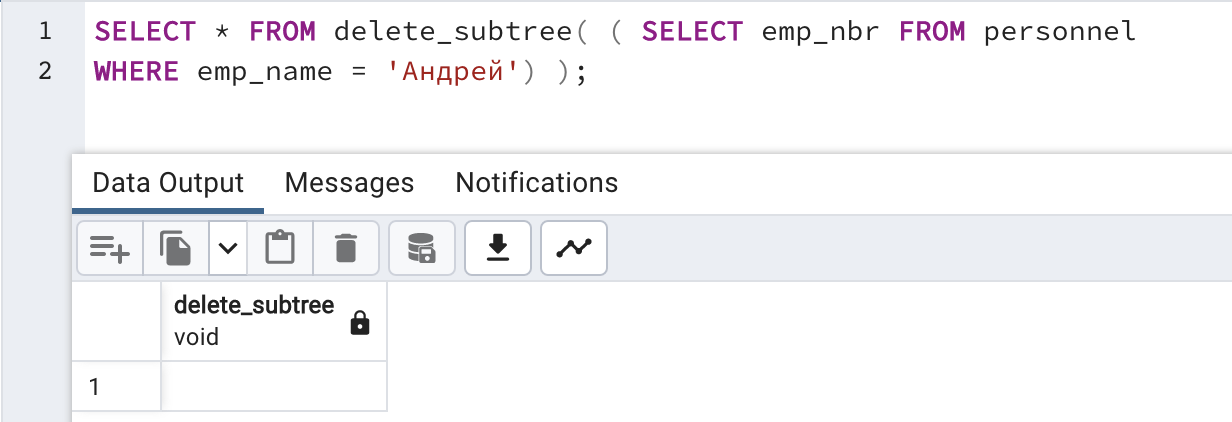 1 SELECT * FROM delete_subtree( ( SELECT emp_nbr FROM personnel
2 WHERE emp_name = 'Андрей') );
Data Output Messages Notifications
delete_subtree
void
1